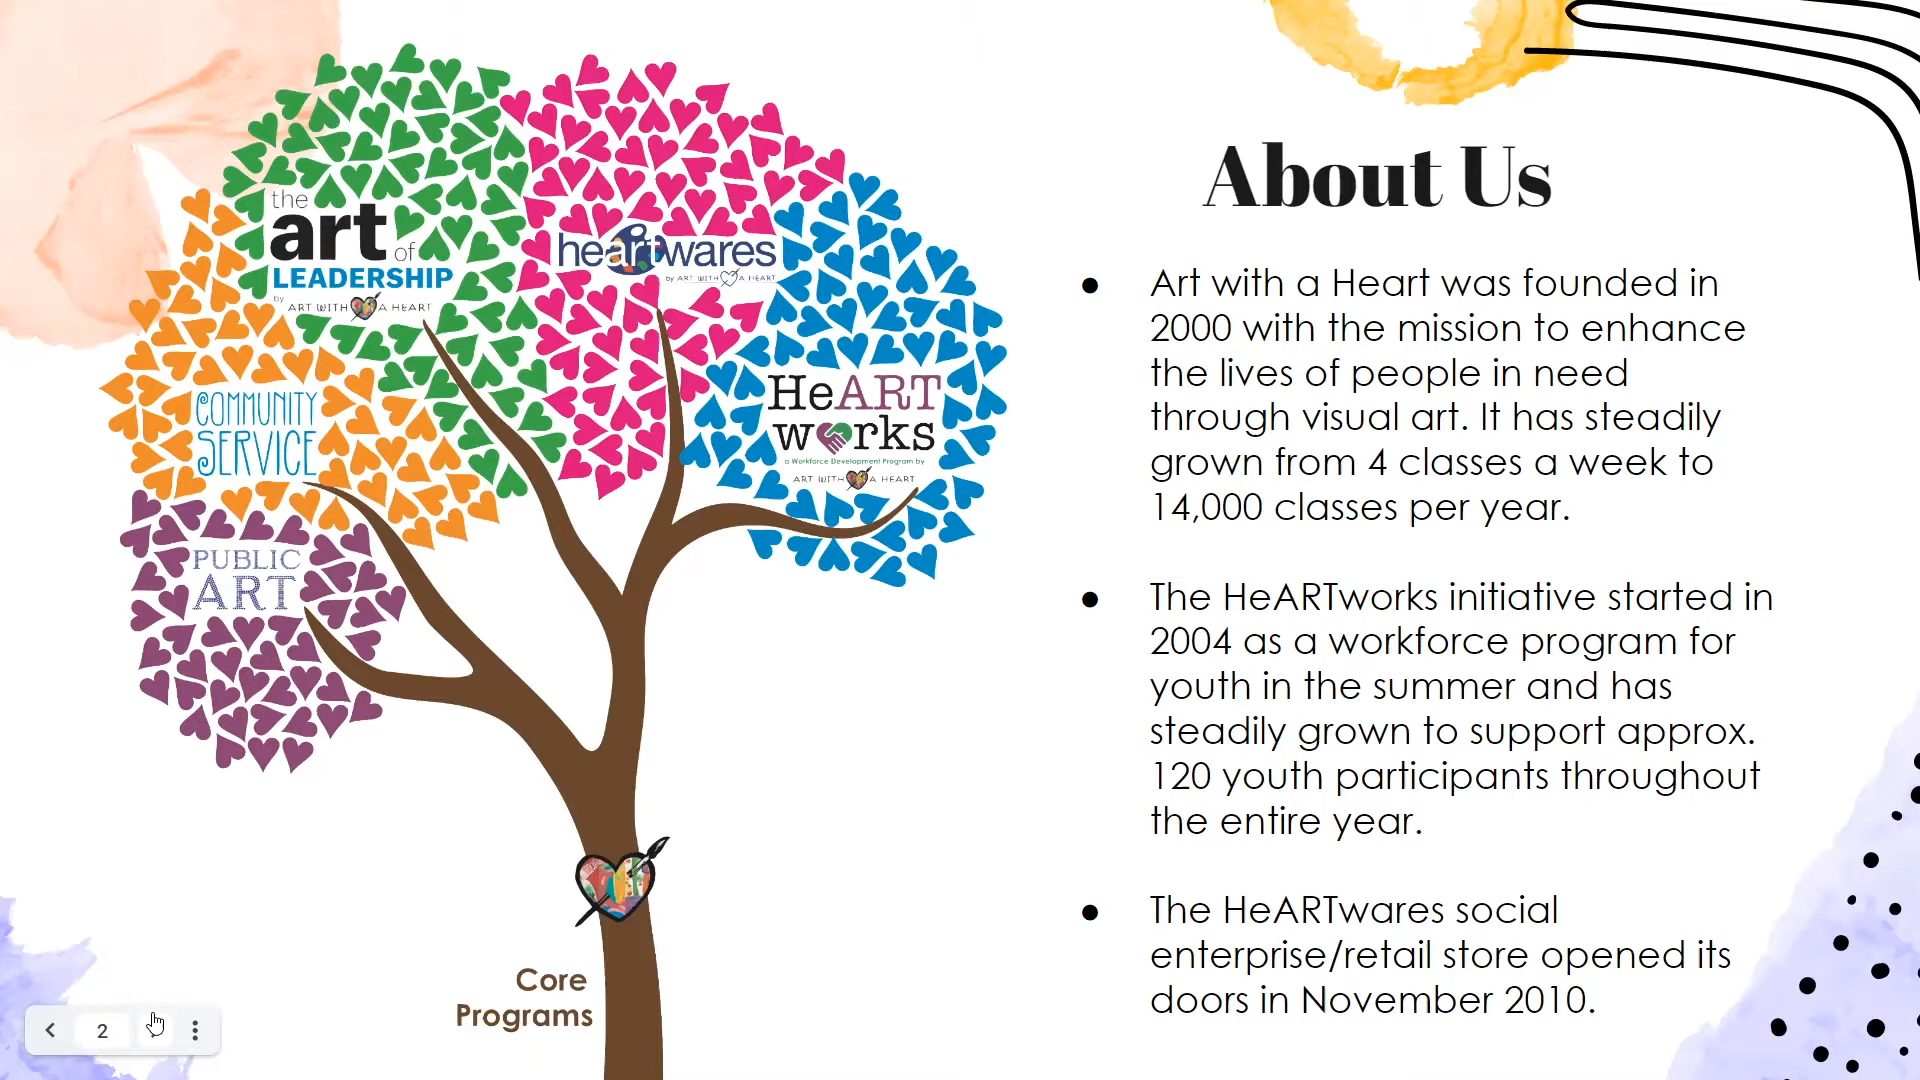 the
art of
LEADERSHIP
by
ART WITH A HEART
heartwares
by ART WITH A HEART
HeART
works
a Workforce Development Program by
ART WITH A HEART
COMMUNITY
SERVICE
PUBLIC
ART
Core
Programs
2
About Us
● Art with a Heart was founded in
2000 with the mission to enhance
the lives of people in need
through visual art. It has steadily
grown from 4 classes a week to
14,000 classes per year.
● The HeARTworks initiative started in
2004 as a workforce program for
youth in the summer and has
steadily grown to support approx.
120 youth participants throughout
the entire year.
● The HeARTwares social
enterprise/retail store opened its
doors in November 2010.